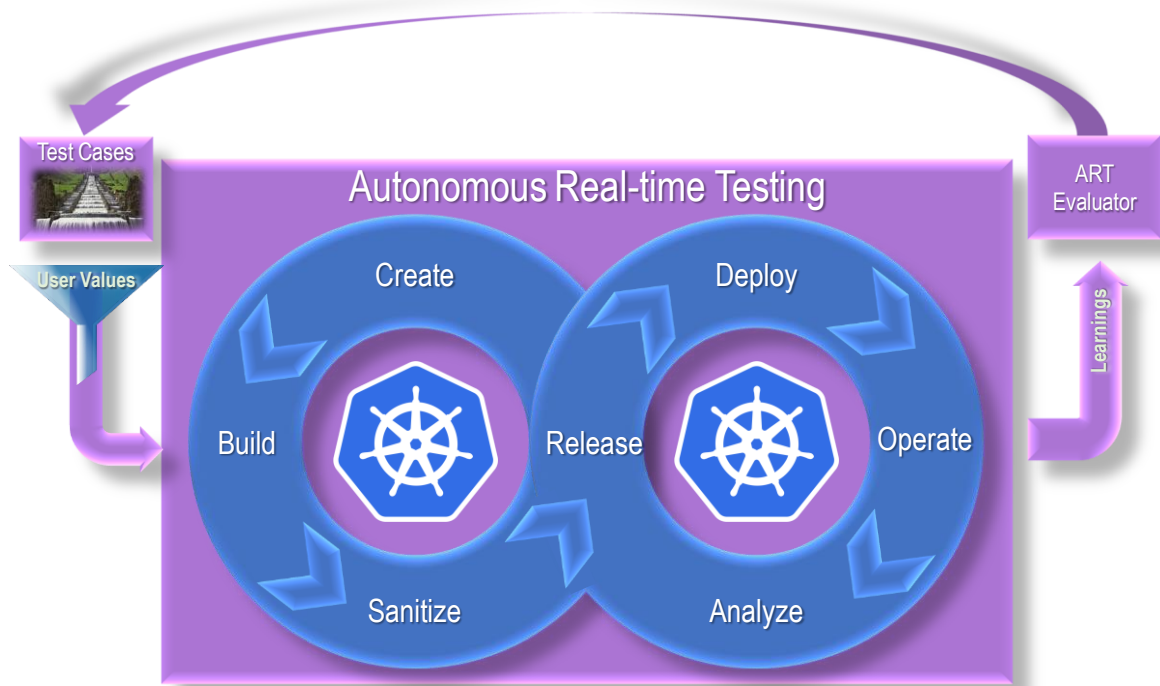 Test Cases
User Values
Autonomous Real-time Testing
Create
Build
Sanitize
Release
Deploy
Operate
Analyze
ART
Evaluator
Learnings